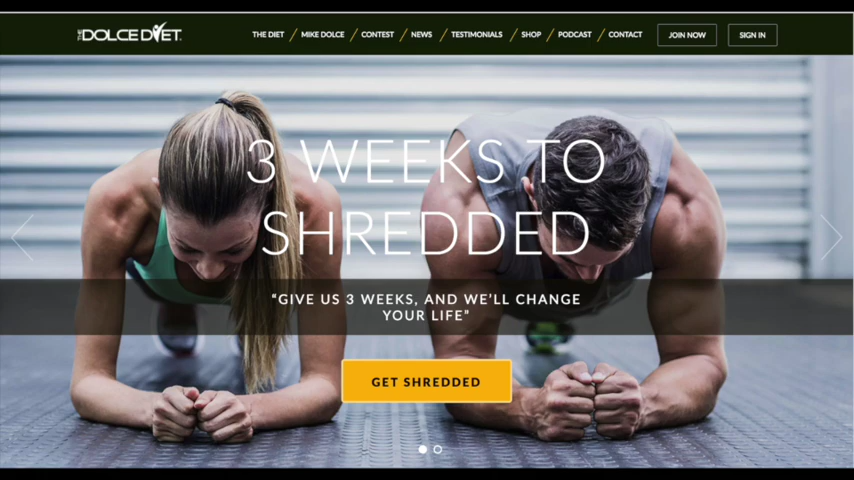 THE DOLCE DIET
THE DIET / MIKE DOLCE / CONTEST / NEWS / TESTIMONIALS / SHOP / PODCAST / CONTACT JOIN NOW SIGN IN
3 WEEKS TO
SHREDDED
“GIVE US 3 WEEKS, AND WE’LL CHANGE
YOUR LIFE”
GET SHREDDED